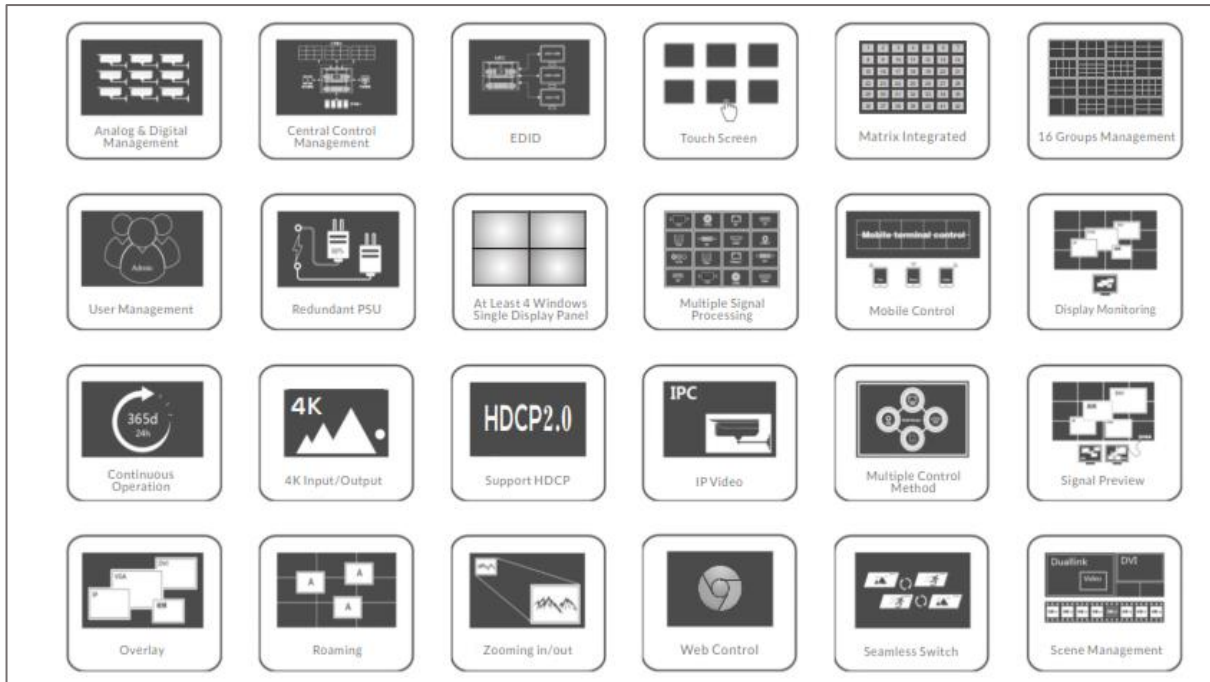 Analog & Digital
Management
Central Control
Management
EDID
Touch Screen
Matrix Integrated
16 Groups Management
Admin
User Management
Redundant PSU
At Least 4 Windows
Single Display Panel
Multiple Signal
Processing
Mobile terminal control
Mobile Control
Display Monitoring
365d
24h
Continuous
Operation
4K
4K Input/Output
HDCP2.0
Support HDCP
IPC
IP Video
Multiple Control
Method
DVI
Signal Preview
DVI
VGA
IP
Overlay
A
A
A
Roaming
Zooming in/out
Web Control
Seamless Switch
Duallink
DVI
Video
Scene Management